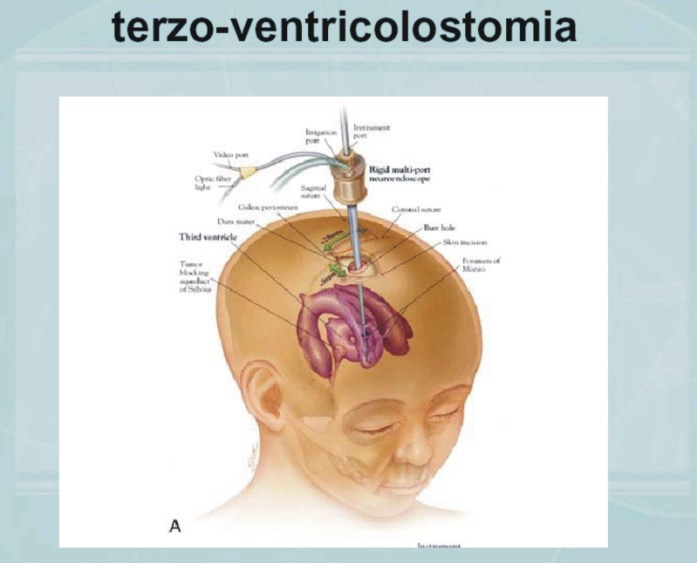 terzo-ventricolostomia
Irrigation
port
Instrument
port
Video port
Optic fiber
light
Rigid multi-port
neuroendoscope
Sagittal
suture
Galeac periosteum
Coronal suture
Dura mater
Burr hole
Third ventricle
Skin incision
Tumor
blocking
aqueduct
of Sylvius
Foramen of
Monro
A